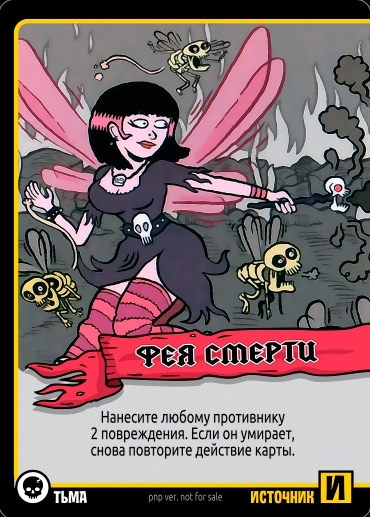 ФЕЯ СМЕРТИ
Нанесите любому противнику
2 повреждения. Если он умирает,
снова повторите действие карты.
ТЬМА
pnp ver. not for sale
ИСТОЧНИК И